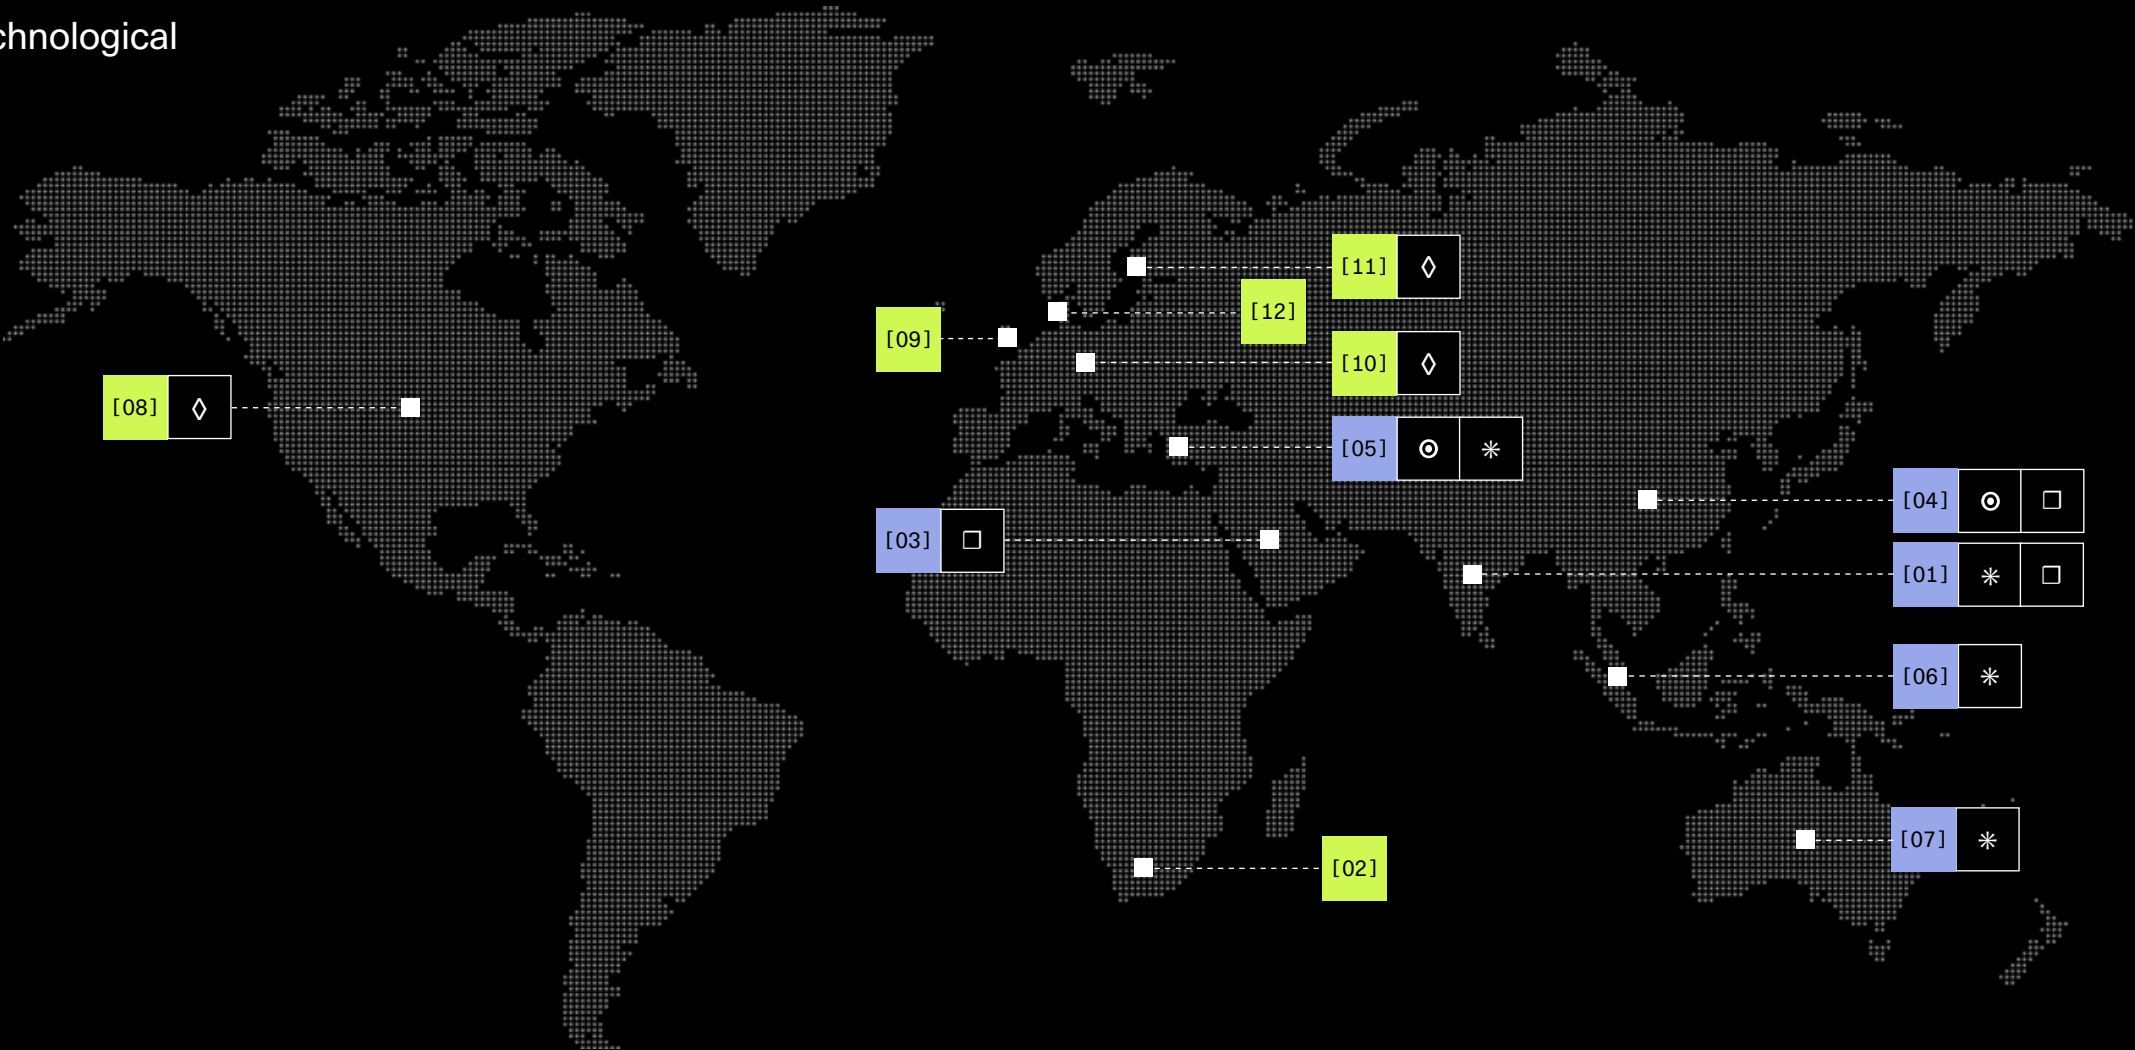 chnological
[11] ◊
[12]
[09]
[10] ◊
[08] ◊
[05] ⊙ ✳
[04] ⊙ ❒
[03] ❒
[01] ✳ ❒
[06] ✳
[07] ✳
[02]